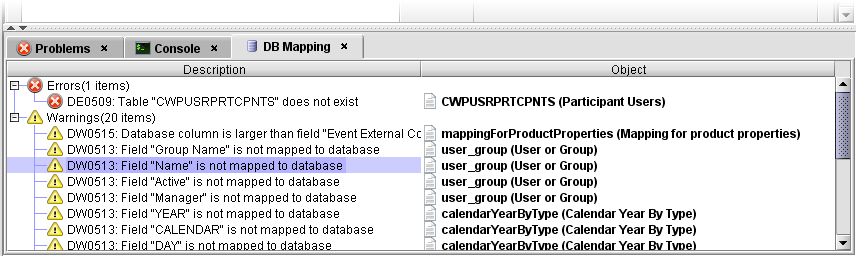 Problems × Console × DB Mapping ×
Description Object
Errors(1 items)
DE0509: Table "CWPUSRPRTCPNTS" does not exist CWPUSRPRTCPNTS (Participant Users)
Warnings(20 items)
DW0515: Database column is larger than field "Event External Co mappingForProductProperties (Mapping for product properties)
DW0513: Field "Group Name" is not mapped to database user_group (User or Group)
DW0513: Field "Name" is not mapped to database user_group (User or Group)
DW0513: Field "Active" is not mapped to database user_group (User or Group)
DW0513: Field "Manager" is not mapped to database user_group (User or Group)
DW0513: Field "YEAR" is not mapped to database calendarYearByType (Calendar Year By Type)
DW0513: Field "CALENDAR" is not mapped to database calendarYearByType (Calendar Year By Type)
DW0513: Field "DAY" is not mapped to database calendarYearByType (Calendar Year By Type)